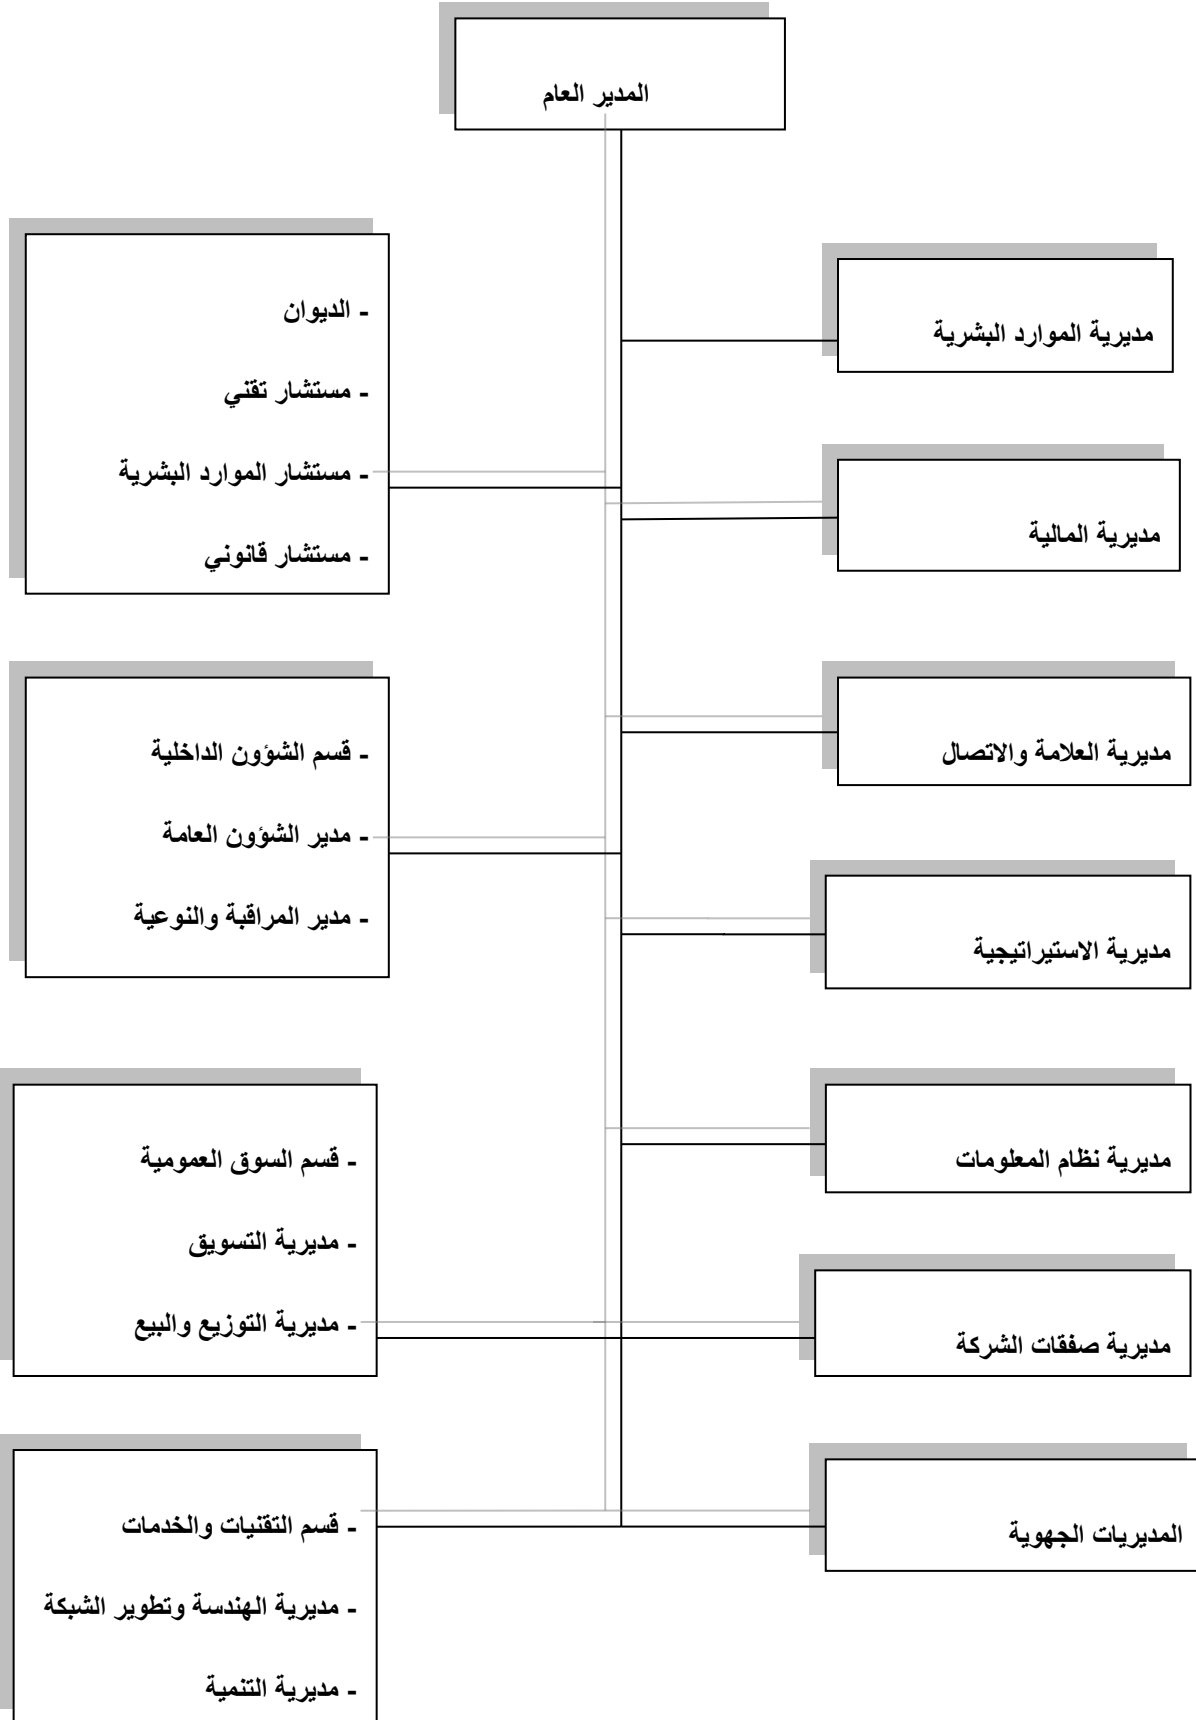 المدير العام
مديرية الموارد البشرية
- الديوان
- مستشار تقني
- مستشار الموارد البشرية
- مستشار قانوني
مديرية المالية
مديرية العلامة والاتصال
- قسم الشؤون الداخلية
- مدير الشؤون العامة
- مدير المراقبة والنوعية
مديرية الاستيراتيجية
مديرية نظام المعلومات
- قسم السوق العمومية
- مديرية التسويق
- مديرية التوزيع والبيع
مديرية صفقات الشركة
المديريات الجهوية
- قسم التقنيات والخدمات
- مديرية الهندسة وتطوير الشبكة
- مديرية التنمية